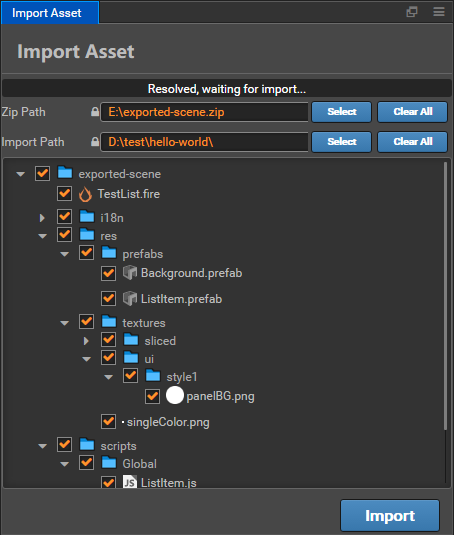 Import Asset
Import Asset
Resolved, waiting for import...
Zip Path E:\exported-scene.zip Select Clear All
Import Path D:\test\hello-world\ Select Clear All
exported-scene
TestList.fire
i18n
res
prefabs
Background.prefab
ListItem.prefab
textures
sliced
ui
style1
panelBG.png
singleColor.png
scripts
Global
JS ListItem.js
Import